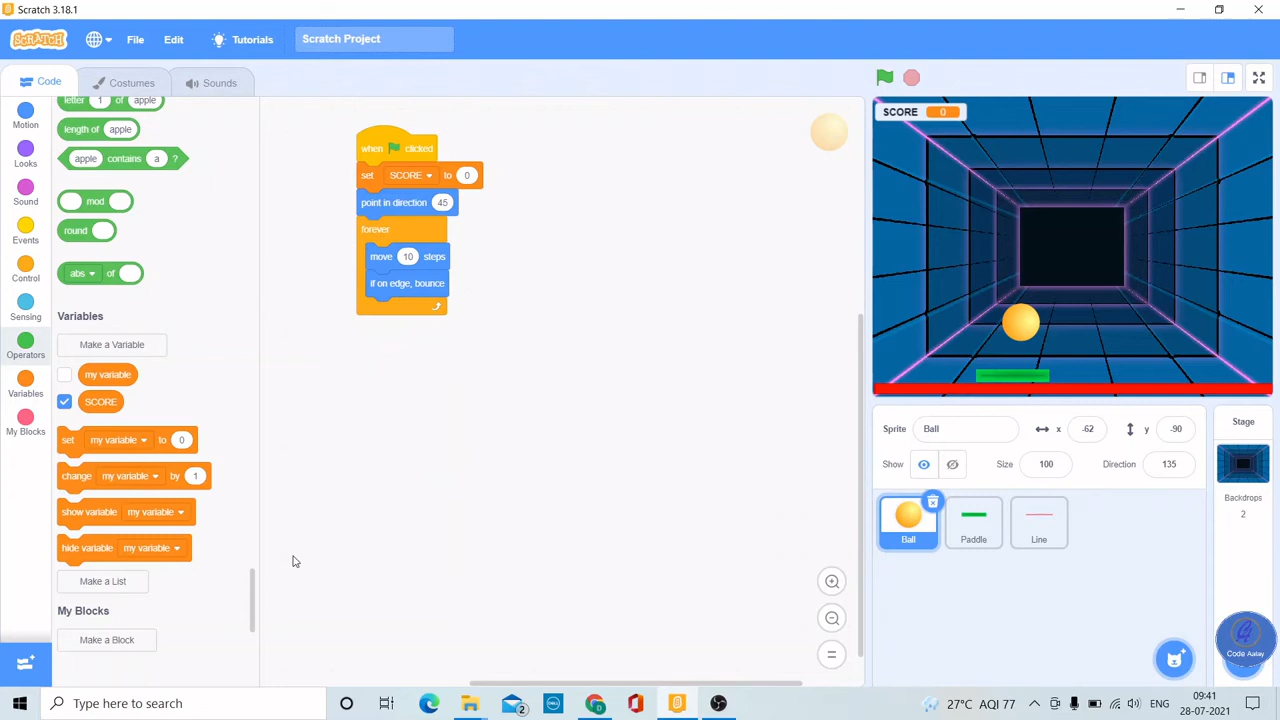 Scratch 3.18.1
SCRATCH
File
Edit
Tutorials
Scratch Project
Code
Costumes
Sounds
Motion
Looks
Sound
Events
Control
Sensing
Operators
Variables
My Blocks
letter 1 of apple
length of apple
apple contains a ?
mod
round
abs of
Variables
Make a Variable
my variable
SCORE
set my variable to 0
change my variable by 1
show variable my variable
hide variable my variable
Make a List
My Blocks
Make a Block
when clicked
set SCORE to 0
point in direction 45
forever
move 10 steps
if on edge, bounce
SCORE 0
Sprite Ball x -62 y -90
Show Size 100 Direction 135
Ball
Paddle
Line
Stage
Backdrops
2
Code Aalay
Type here to search
2
27°C AQI 77
ENG
09:41
28-07-2021